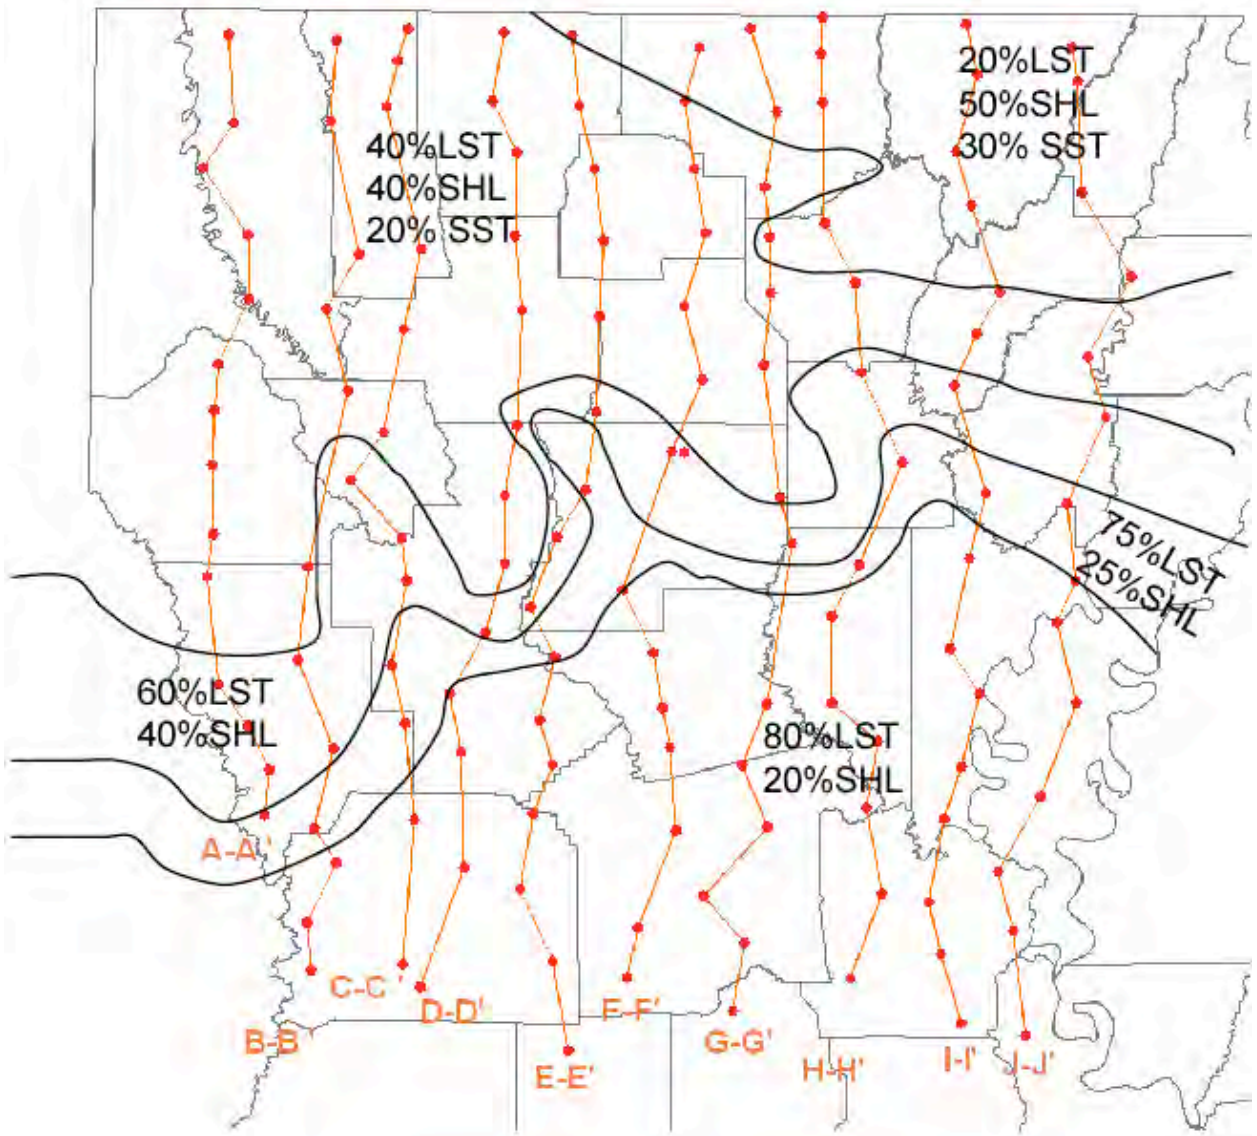 20%LST
50%SHL
30% SST
40%LST
40%SHL
20% SST
75%LST
25%SHL
60%LST
40%SHL
80%LST
20%SHL
A-A'
B-B'
C-C'
D-D'
E-E'
F-F'
G-G'
H-H'
I-I'
J-J'